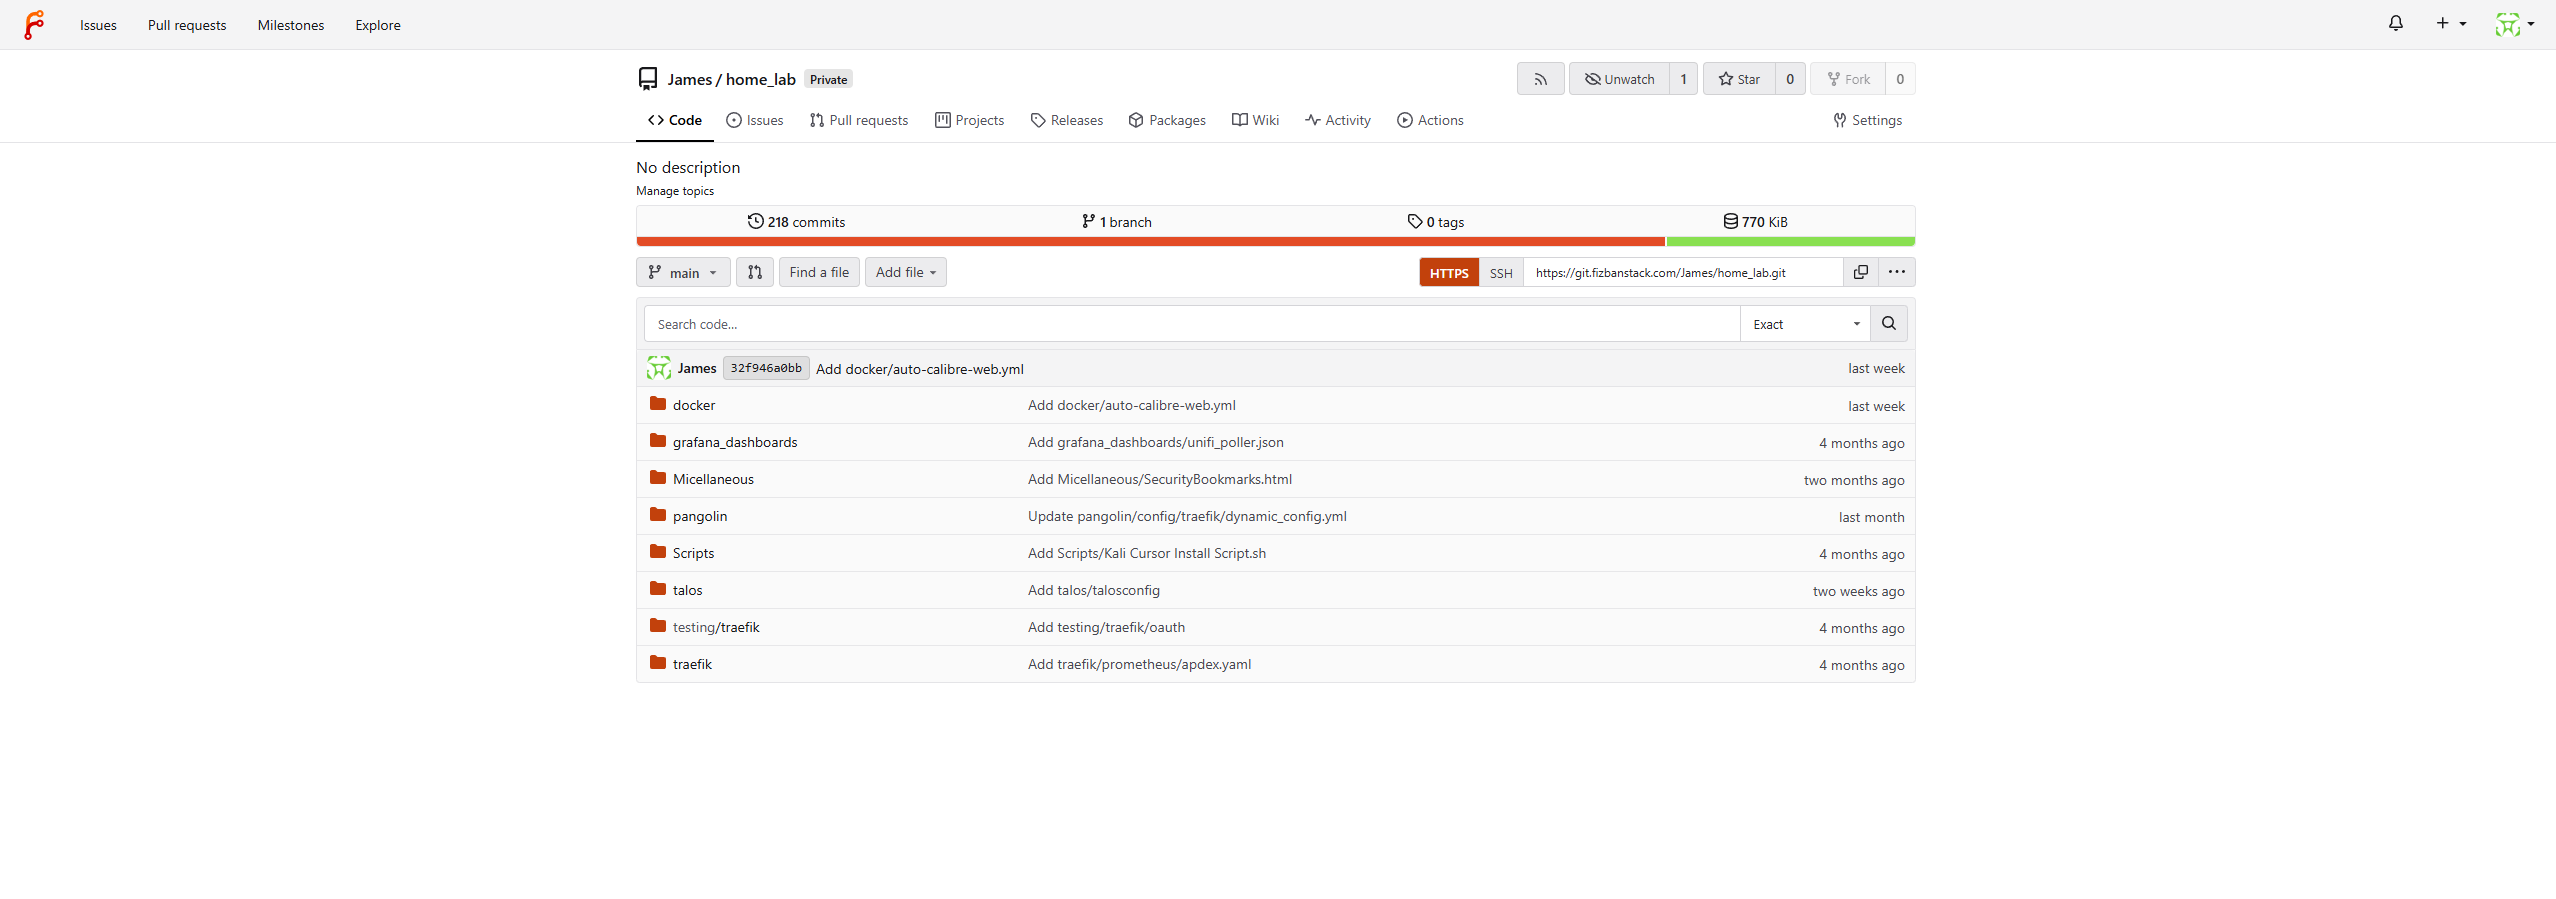 Issues Pull requests Milestones Explore
James / home_lab Private Unwatch 1 Star 0 Fork 0
Code Issues Pull requests Projects Releases Packages Wiki Activity Actions Settings
No description
Manage topics
218 commits 1 branch 0 tags 770 KiB
main Find a file Add file HTTPS SSH https://git.fizbanstack.com/James/home_lab.git
Search code... Exact
James 32f946a0bb Add docker/auto-calibre-web.yml last week
docker Add docker/auto-calibre-web.yml last week
grafana_dashboards Add grafana_dashboards/unifi_poller.json 4 months ago
Micellaneous Add Micellaneous/SecurityBookmarks.html two months ago
pangolin Update pangolin/config/traefik/dynamic_config.yml last month
Scripts Add Scripts/Kali Cursor Install Script.sh 4 months ago
talos Add talos/talosconfig two weeks ago
testing/traefik Add testing/traefik/oauth 4 months ago
traefik Add traefik/prometheus/apdex.yaml 4 months ago